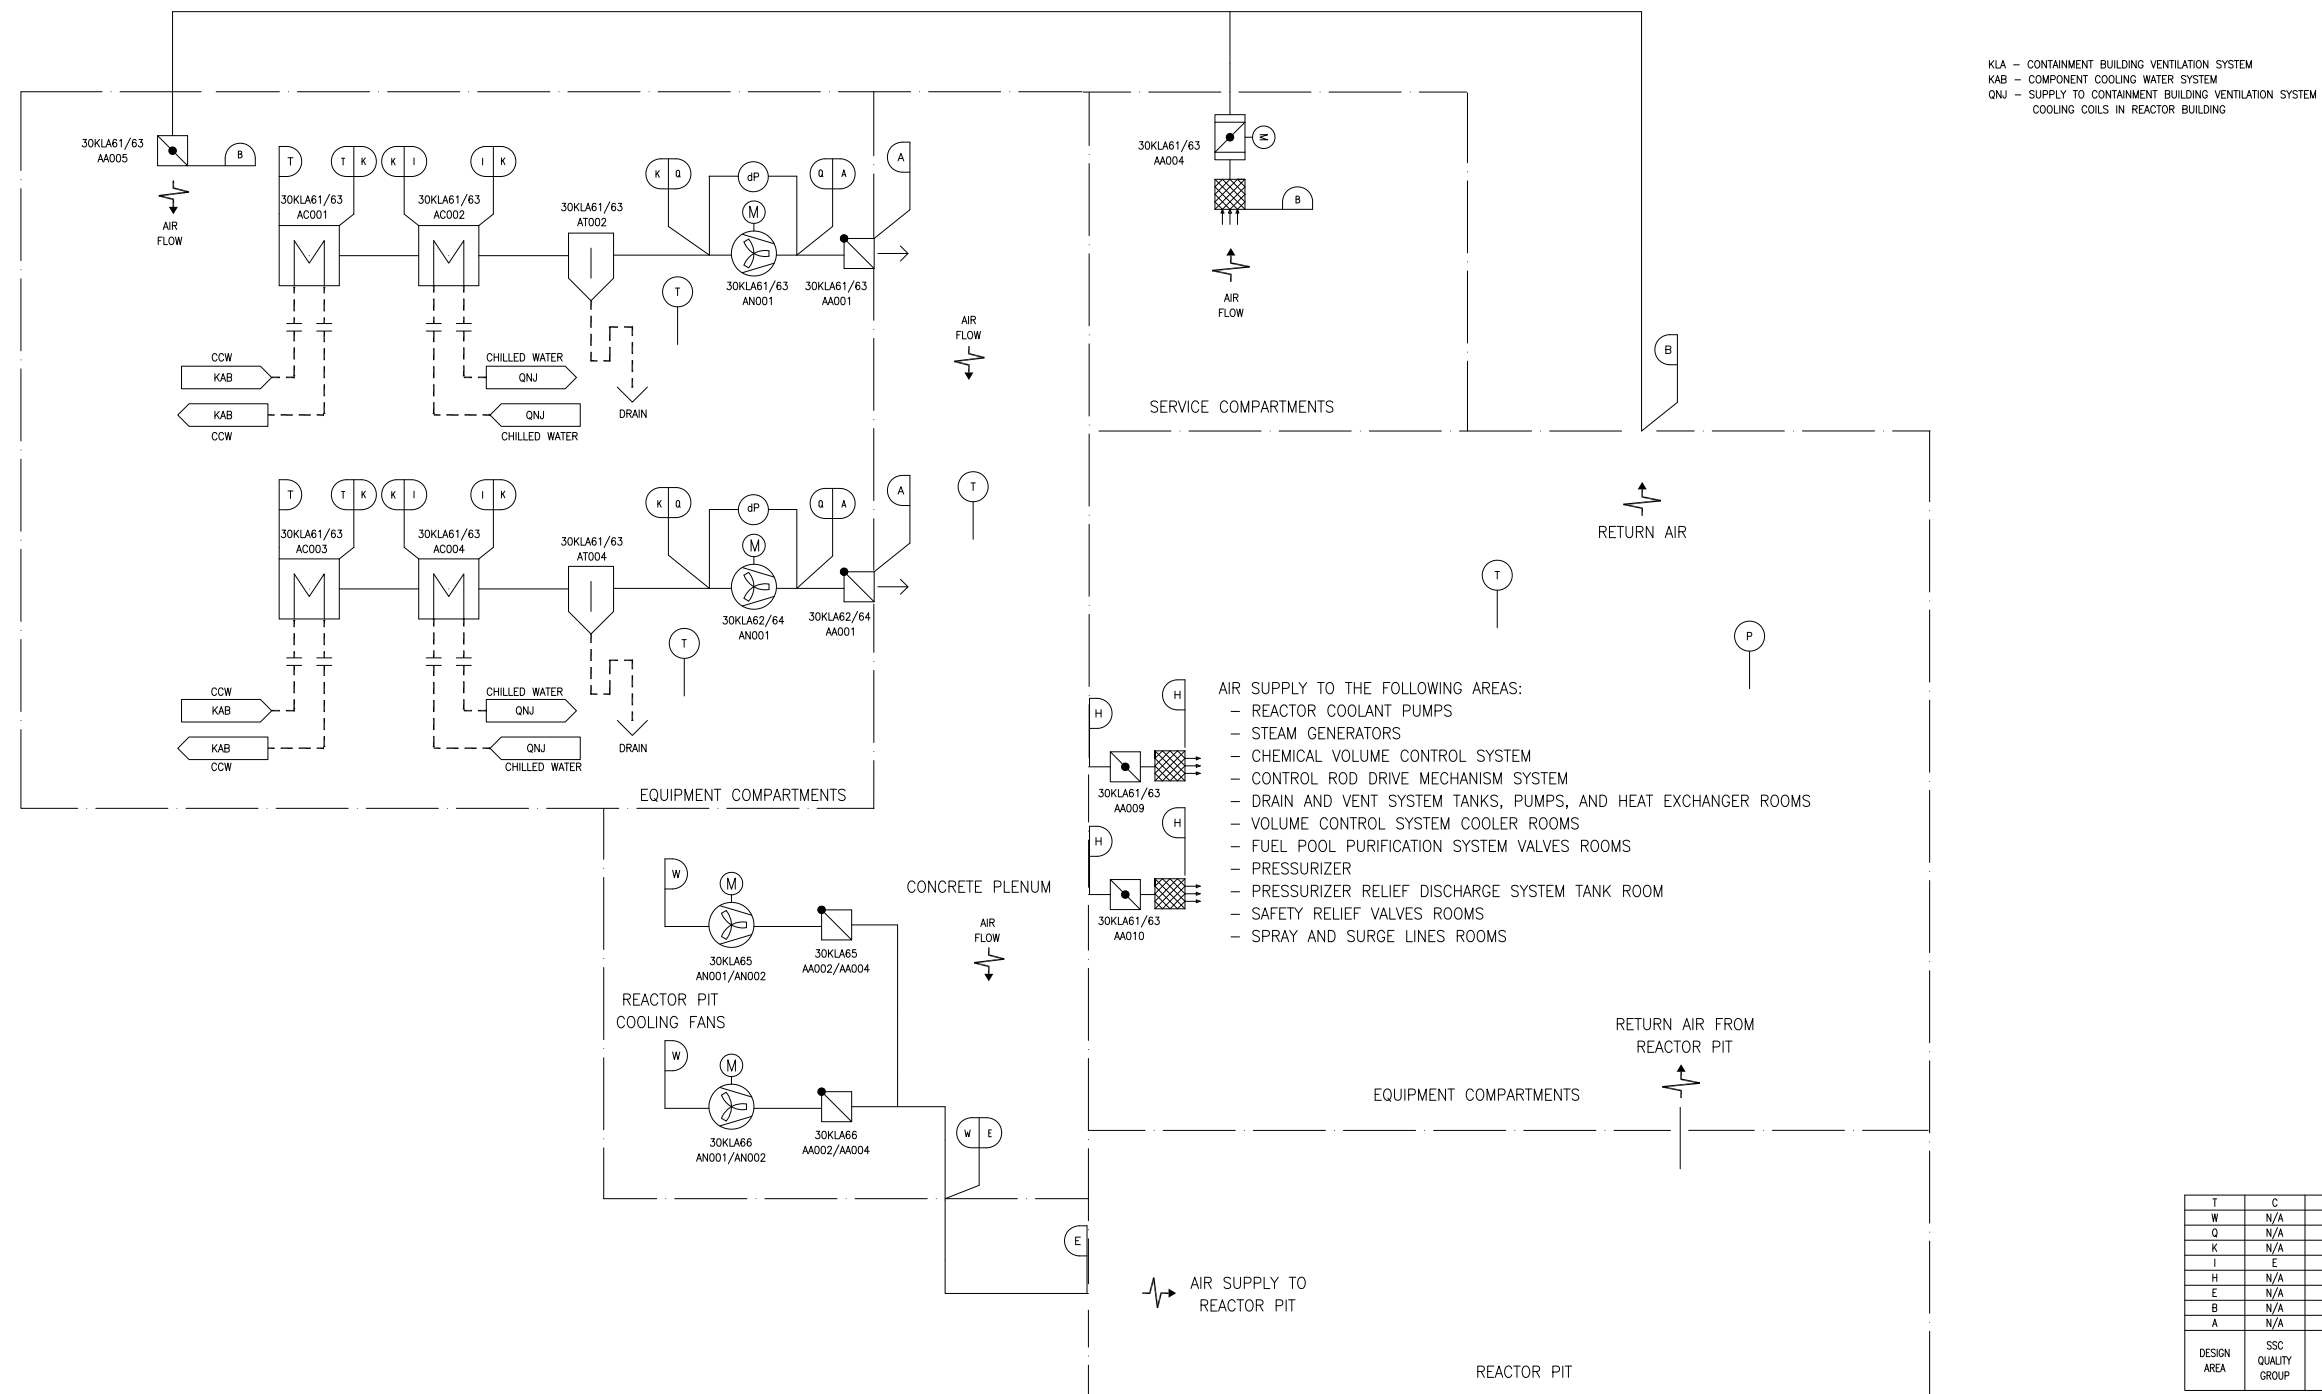 KLA – CONTAINMENT BUILDING VENTILATION SYSTEM
KAB – COMPONENT COOLING WATER SYSTEM
QNJ – SUPPLY TO CONTAINMENT BUILDING VENTILATION SYSTEM
COOLING COILS IN REACTOR BUILDING
30KLA61/63
AA005
B
AIR
FLOW
T
T K
K I
I K
30KLA61/63
AC001
30KLA61/63
AC002
30KLA61/63
AT002
K Q
dP
M
Q A
A
30KLA61/63
AN001
30KLA61/63
AA001
T
CCW
KAB
KAB
CCW
CHILLED WATER
QNJ
QNJ
CHILLED WATER
DRAIN
AIR
FLOW
30KLA61/63
AA004
M
B
AIR
FLOW
SERVICE COMPARTMENTS
B
T
T K
K I
I K
30KLA61/63
AC003
30KLA61/63
AC004
30KLA61/63
AT004
K Q
dP
M
Q A
A
30KLA62/64
AN001
30KLA62/64
AA001
T
T
CCW
KAB
KAB
CCW
CHILLED WATER
QNJ
QNJ
CHILLED WATER
DRAIN
EQUIPMENT COMPARTMENTS
RETURN AIR
T
P
H
H
30KLA61/63
AA009
H
H
30KLA61/63
AA010
AIR SUPPLY TO THE FOLLOWING AREAS:
– REACTOR COOLANT PUMPS
– STEAM GENERATORS
– CHEMICAL VOLUME CONTROL SYSTEM
– CONTROL ROD DRIVE MECHANISM SYSTEM
– DRAIN AND VENT SYSTEM TANKS, PUMPS, AND HEAT EXCHANGER ROOMS
– VOLUME CONTROL SYSTEM COOLER ROOMS
– FUEL POOL PURIFICATION SYSTEM VALVES ROOMS
– PRESSURIZER
– PRESSURIZER RELIEF DISCHARGE SYSTEM TANK ROOM
– SAFETY RELIEF VALVES ROOMS
– SPRAY AND SURGE LINES ROOMS
CONCRETE PLENUM
AIR
FLOW
W
M
30KLA65
AN001/AN002
30KLA65
AA002/AA004
REACTOR PIT
COOLING FANS
W
M
30KLA66
AN001/AN002
30KLA66
AA002/AA004
W E
E
RETURN AIR FROM
REACTOR PIT
EQUIPMENT COMPARTMENTS
AIR SUPPLY TO
REACTOR PIT
REACTOR PIT
T C
W N/A
Q N/A
K N/A
I E
H N/A
E N/A
B N/A
A N/A
DESIGN
AREA
SSC
QUALITY
GROUP